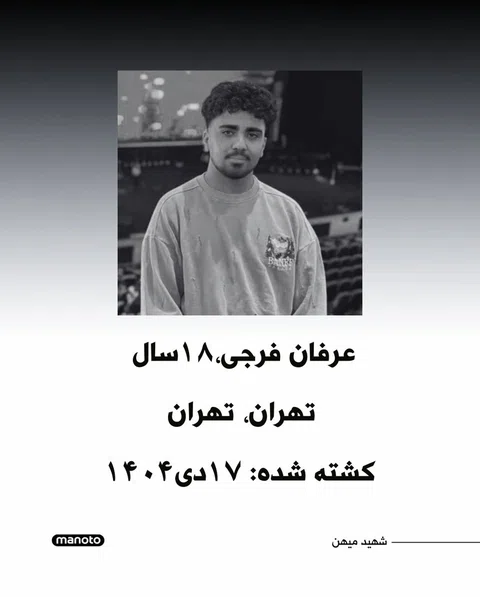 عرفان فرجی،۱۸سال
تهران، تهران
کشته شده: ۱۷دی۱۴۰۴
شهید میهن
manoto